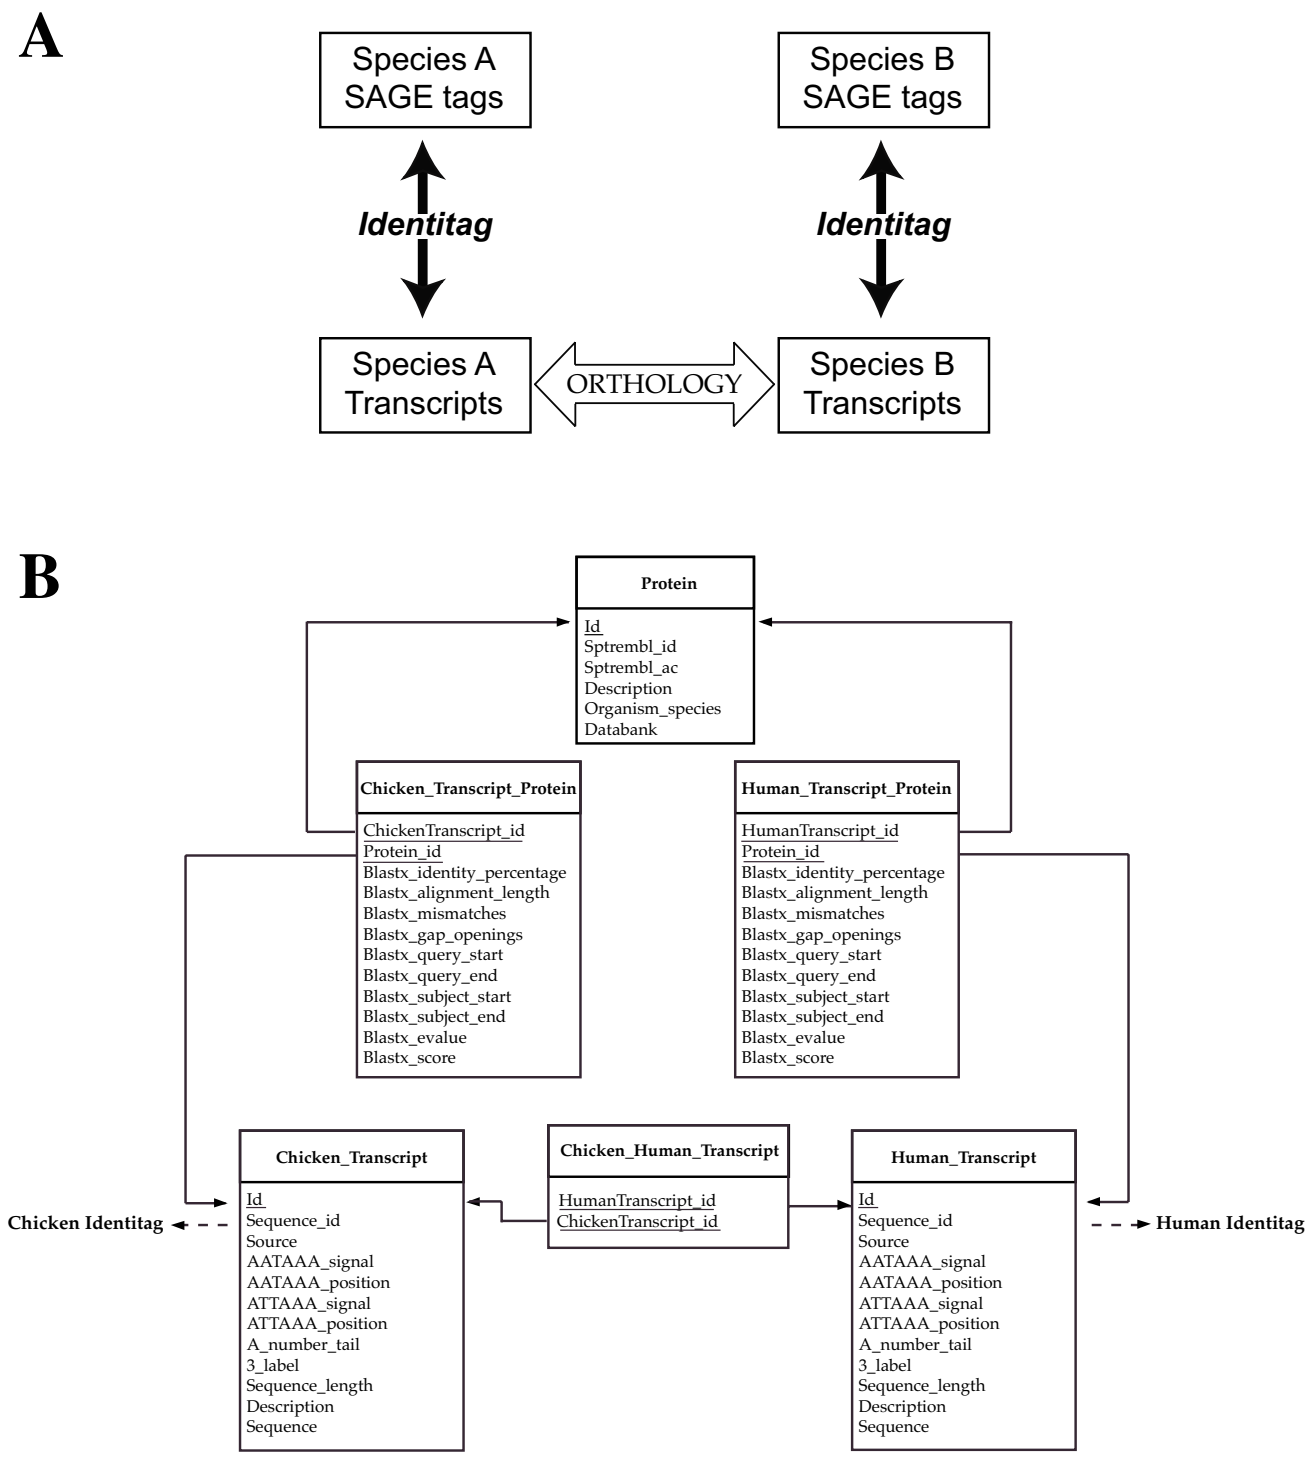 A
Species A
SAGE tags
Species B
SAGE tags
Identitag
Identitag
Species A
Transcripts
ORTHOLOGY
Species B
Transcripts
B
Protein
Id
Sptrembl_id
Sptrembl_ac
Description
Organism_species
Databank
Chicken_Transcript_Protein
ChickenTranscript_id
Protein_id
Blastx_identity_percentage
Blastx_alignment_length
Blastx_mismatches
Blastx_gap_openings
Blastx_query_start
Blastx_query_end
Blastx_subject_start
Blastx_subject_end
Blastx_evalue
Blastx_score
Human_Transcript_Protein
HumanTranscript_id
Protein_id
Blastx_identity_percentage
Blastx_alignment_length
Blastx_mismatches
Blastx_gap_openings
Blastx_query_start
Blastx_query_end
Blastx_subject_start
Blastx_subject_end
Blastx_evalue
Blastx_score
Chicken Identitag
Chicken_Transcript
Id
Sequence_id
Source
AATAAA_signal
AATAAA_position
ATTAAA_signal
ATTAAA_position
A_number_tail
3_label
Sequence_length
Description
Sequence
Chicken_Human_Transcript
HumanTranscript_id
ChickenTranscript_id
Human_Transcript
Id
Sequence_id
Source
AATAAA_signal
AATAAA_position
ATTAAA_signal
ATTAAA_position
A_number_tail
3_label
Sequence_length
Description
Sequence
Human Identitag